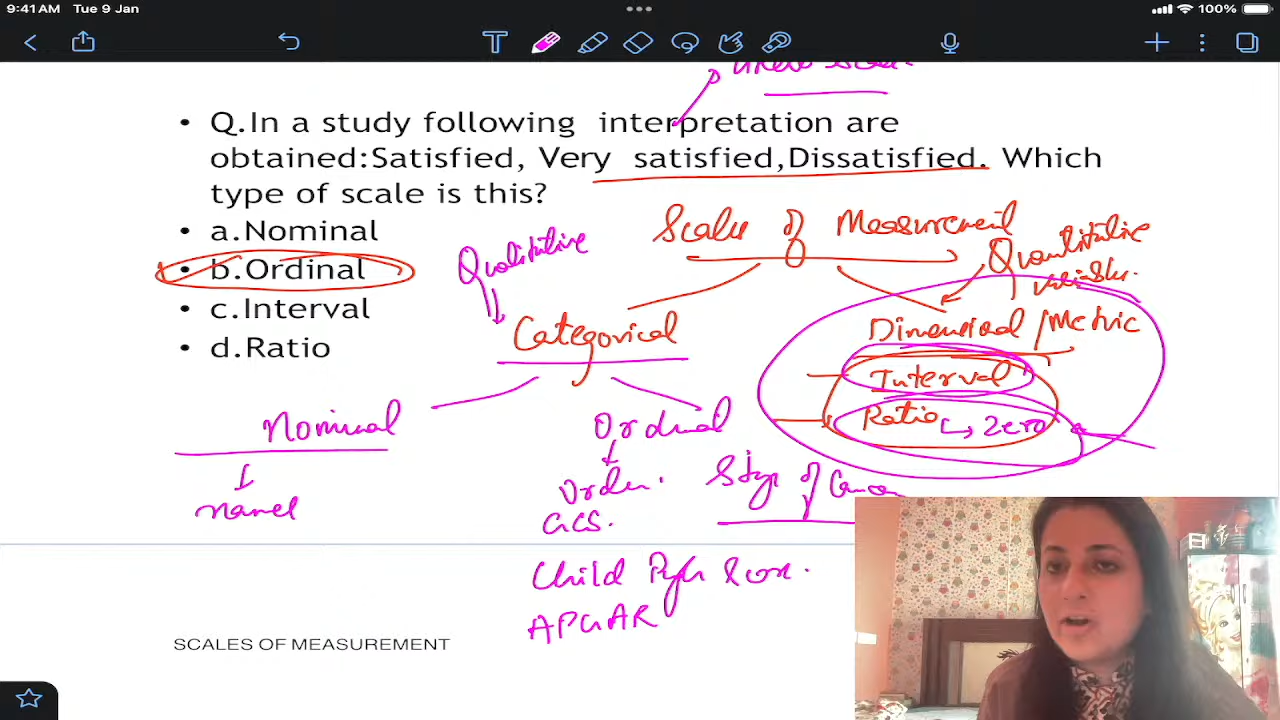 9:41 AM Tue 9 Jan
100%
• Q.In a study following interpretation are
obtained:Satisfied, Very satisfied,Dissatisfied. Which
type of scale is this?
• a.Nominal
• b.Ordinal
• c.Interval
• d.Ratio
Scales of Measurement
Qualitative
Quantitative
Categorical
Dimensional / Metric
Interval
Ratio ↳ Zero
Nominal
Ordinal
Order.
GCS.
of
Child Pugh Score.
APGAR
SCALES OF MEASUREMENT